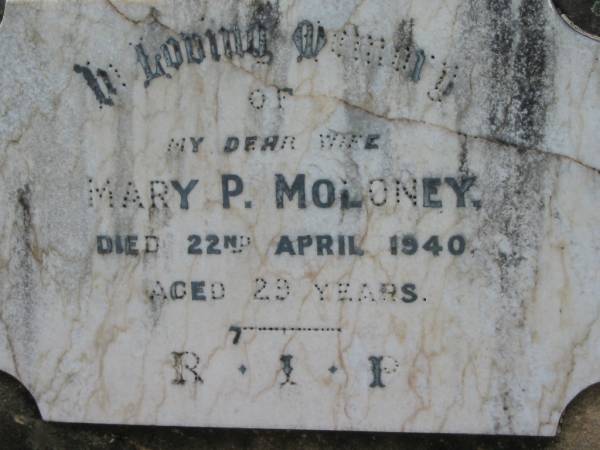 In Loving Memory
OF
MY DEAR WIFE
MARY P. MOLONEY.
DIED 22ND APRIL 1940.
AGED 29 YEARS.
R · I · P